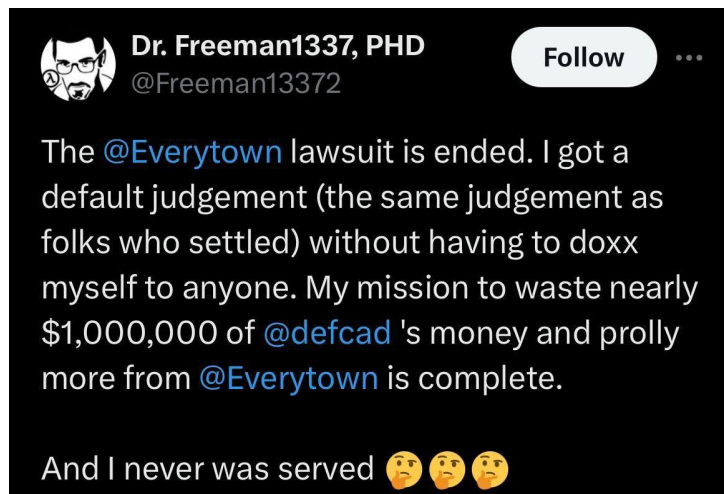 Dr. Freeman1337, PHD
@Freeman13372
Follow
The @Everytown lawsuit is ended. I got a
default judgement (the same judgement as
folks who settled) without having to doxx
myself to anyone. My mission to waste nearly
$1,000,000 of @defcad 's money and prolly
more from @Everytown is complete.
And I never was served 🤔🤔🤔